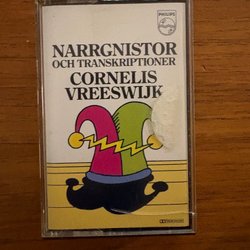 PHILIPS
NARRGNISTOR
OCH TRANSKRIPTIONER
CORNELIS
VREESWIJK